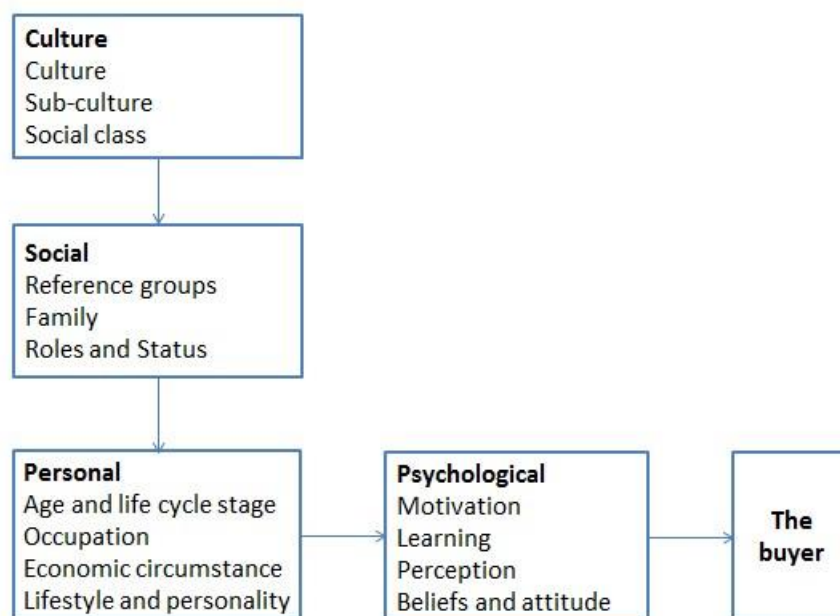 Culture
Culture
Sub-culture
Social class
Social
Reference groups
Family
Roles and Status
Personal
Age and life cycle stage
Occupation
Economic circumstance
Lifestyle and personality
Psychological
Motivation
Learning
Perception
Beliefs and attitude
The
buyer